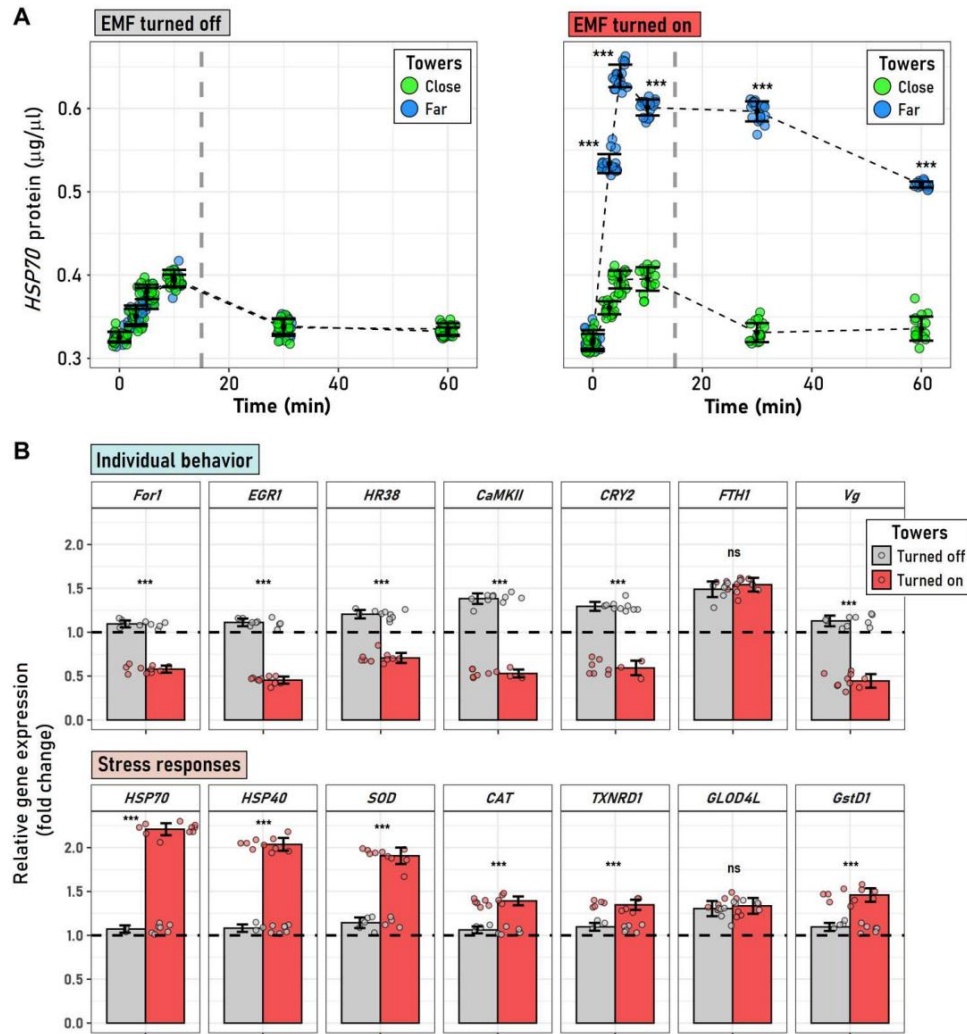 A
EMF turned off
EMF turned on
Towers
Close
Far
Towers
Close
Far
***
***
***
***
***
HSP70 protein (µg/µl)
0.6
0.5
0.4
0.3
0 20 40 60
0 20 40 60
Time (min)
Time (min)
B
Individual behavior
For1 EGR1 HR38 CaMKII CRY2 FTH1 Vg
Towers
Turned off
Turned on
2.0
1.5
1.0
0.5
0.0
*** *** *** *** *** ns ***
Relative gene expression
(fold change)
Stress responses
HSP70 HSP40 SOD CAT TXNRD1 GLOD4L GstD1
2.0
1.5
1.0
0.5
0.0
*** *** *** *** *** ns ***